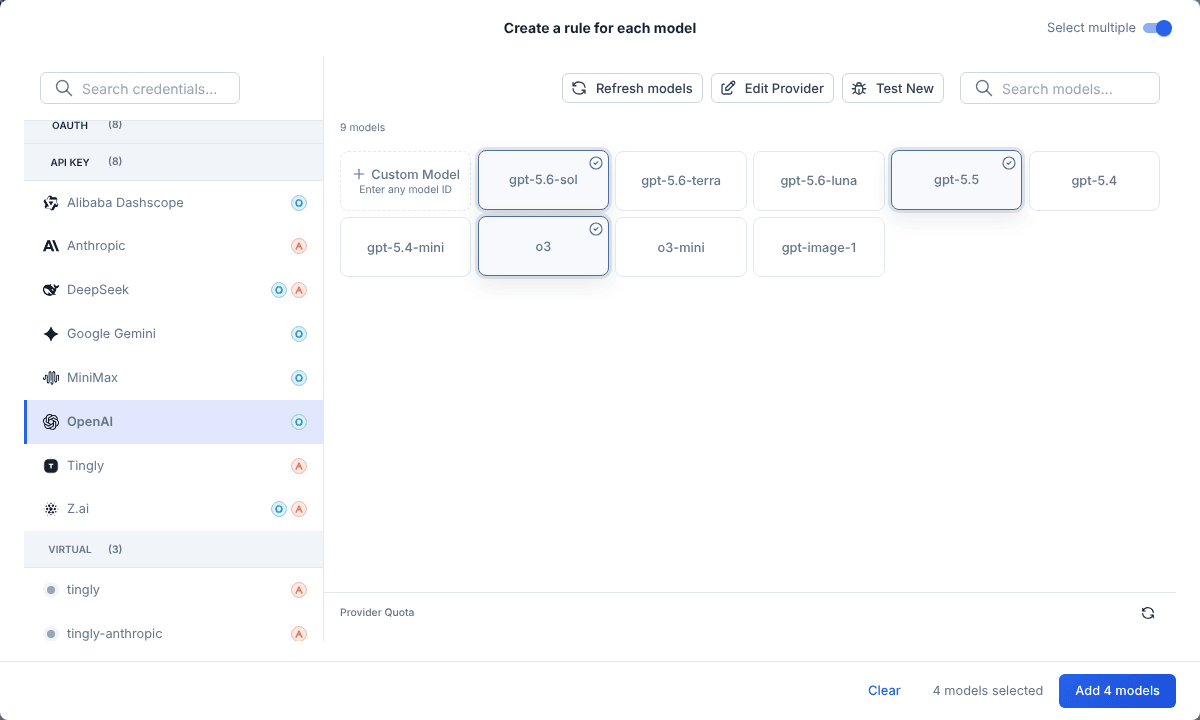 Create a rule for each model
Select multiple
Search credentials...
OAUTH (8)
API KEY (8)
Alibaba Dashscope O
Anthropic A
DeepSeek O A
Google Gemini O
MiniMax O
OpenAI O
Tingly A
Z.ai O A
VIRTUAL (3)
tingly A
tingly-anthropic A
Refresh models
Edit Provider
Test New
Search models...
9 models
Custom Model
Enter any model ID
gpt-5.6-sol
gpt-5.6-terra
gpt-5.6-luna
gpt-5.5
gpt-5.4
gpt-5.4-mini
o3
o3-mini
gpt-image-1
Provider Quota
Clear
4 models selected
Add 4 models